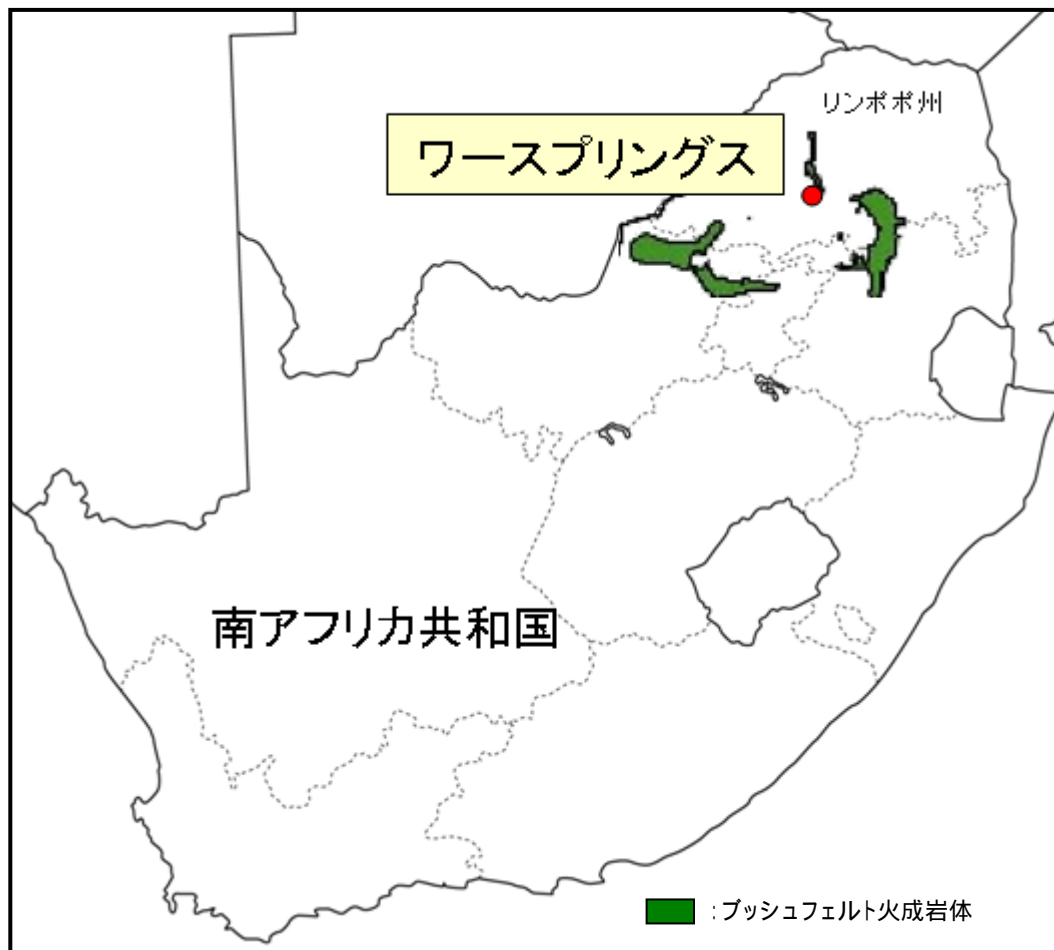 リンポポ州
ワースプリングス
南アフリカ共和国
:ブッシュフェルト火成岩体